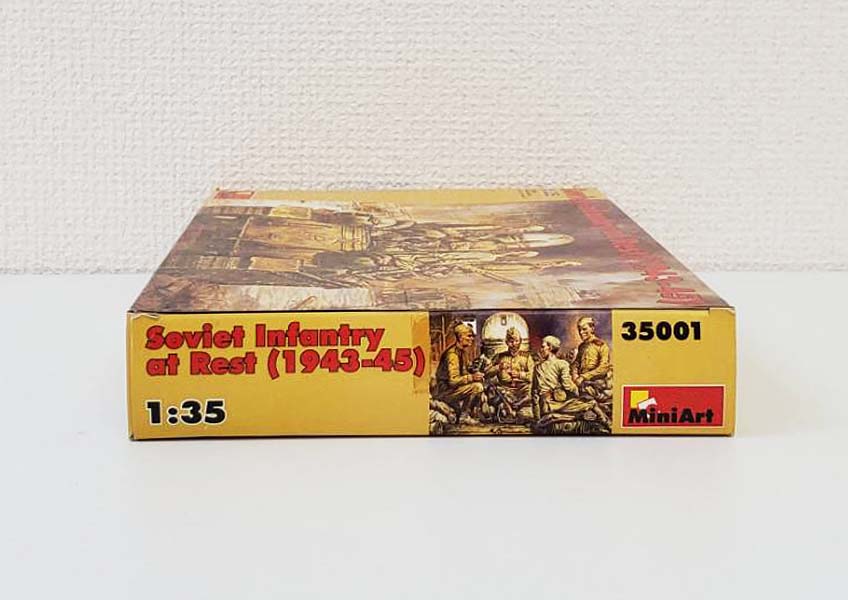 Soviet Infantry
at Rest (1943-45)
1:35
35001
MiniArt